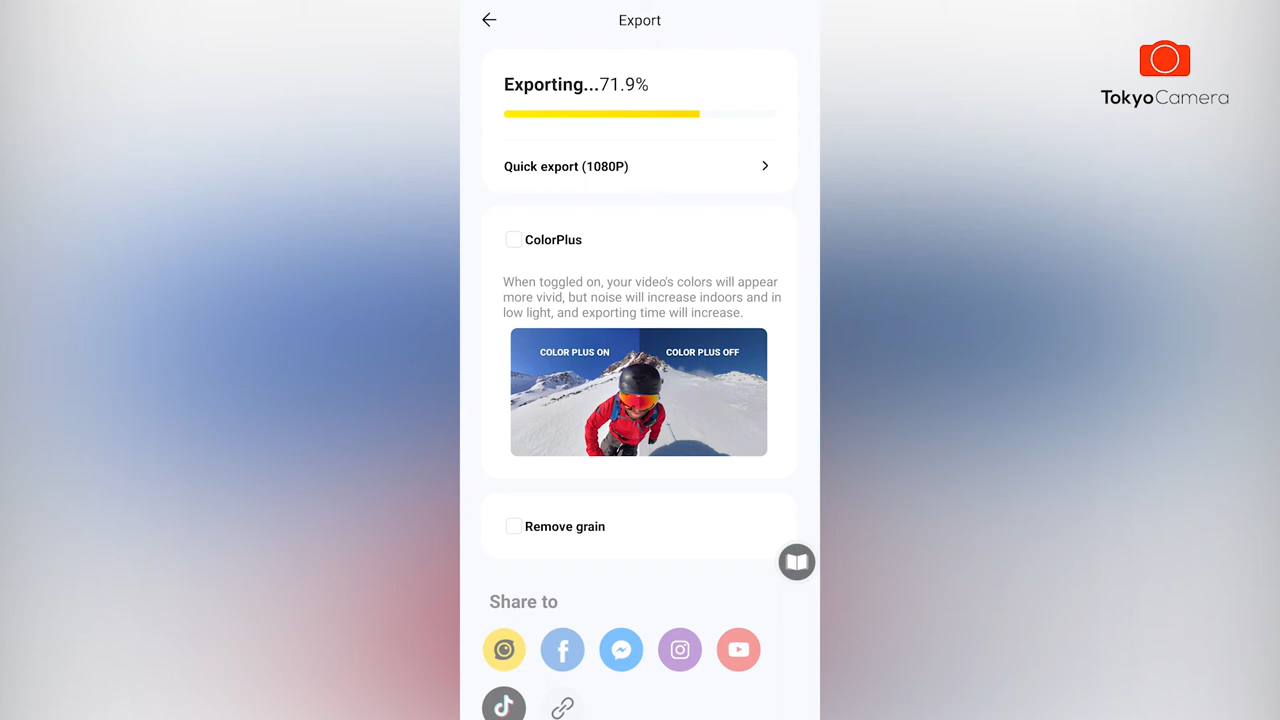 Export
TokyoCamera
Exporting...71.9%
Quick export (1080P)
ColorPlus
When toggled on, your video's colors will appear
more vivid, but noise will increase indoors and in
low light, and exporting time will increase.
COLOR PLUS ON
COLOR PLUS OFF
Remove grain
Share to